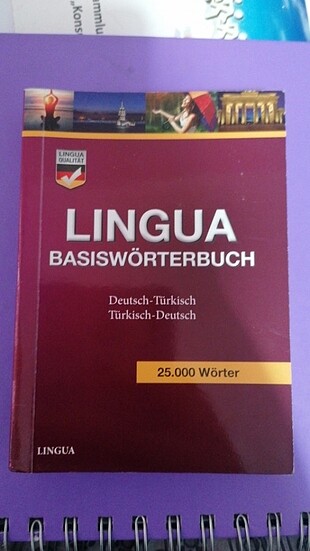 LINGUA
QUALITÄT
LINGUA
BASISWÖRTERBUCH
Deutsch-Türkisch
Türkisch-Deutsch
25.000 Wörter
LINGUA